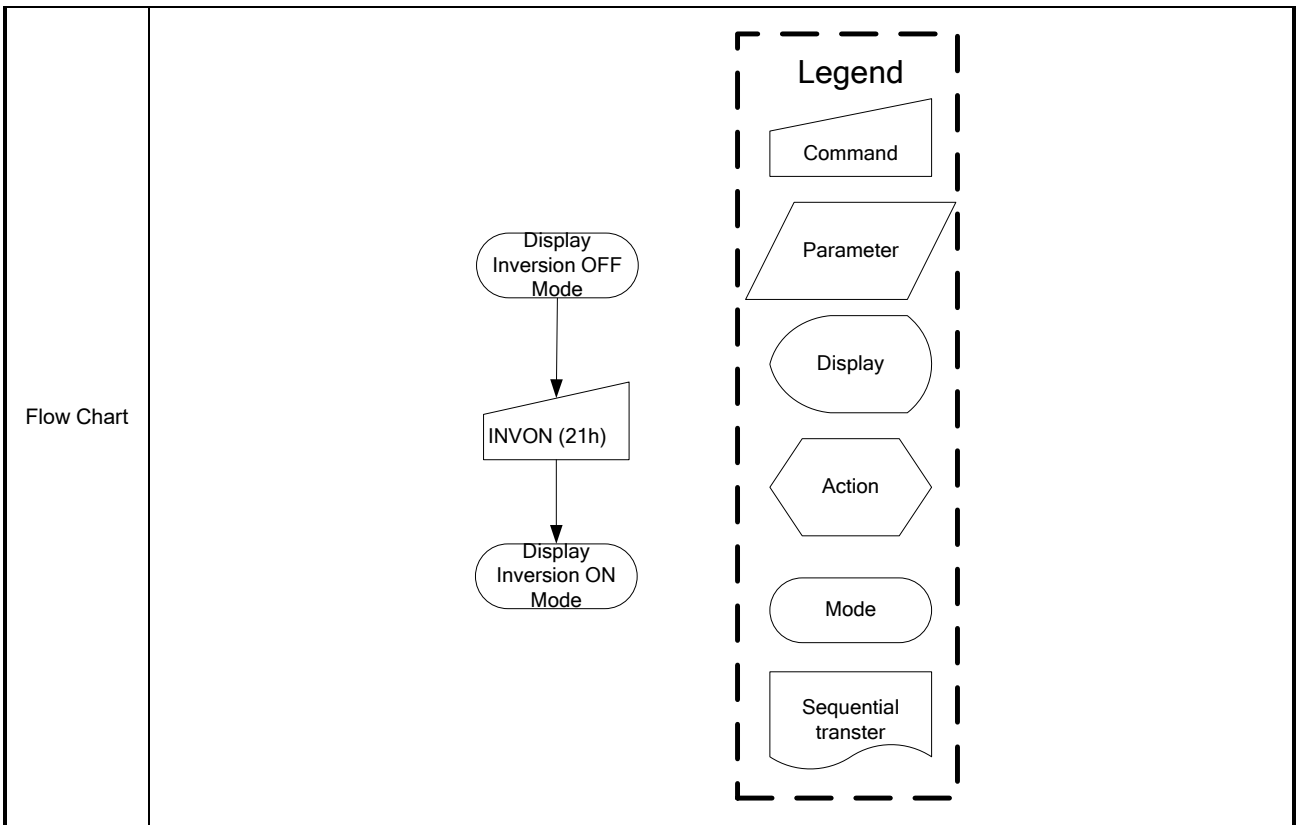 Flow Chart
Display
Inversion OFF
Mode
INVON (21h)
Display
Inversion ON
Mode
Legend
Command
Parameter
Display
Action
Mode
Sequential
transter